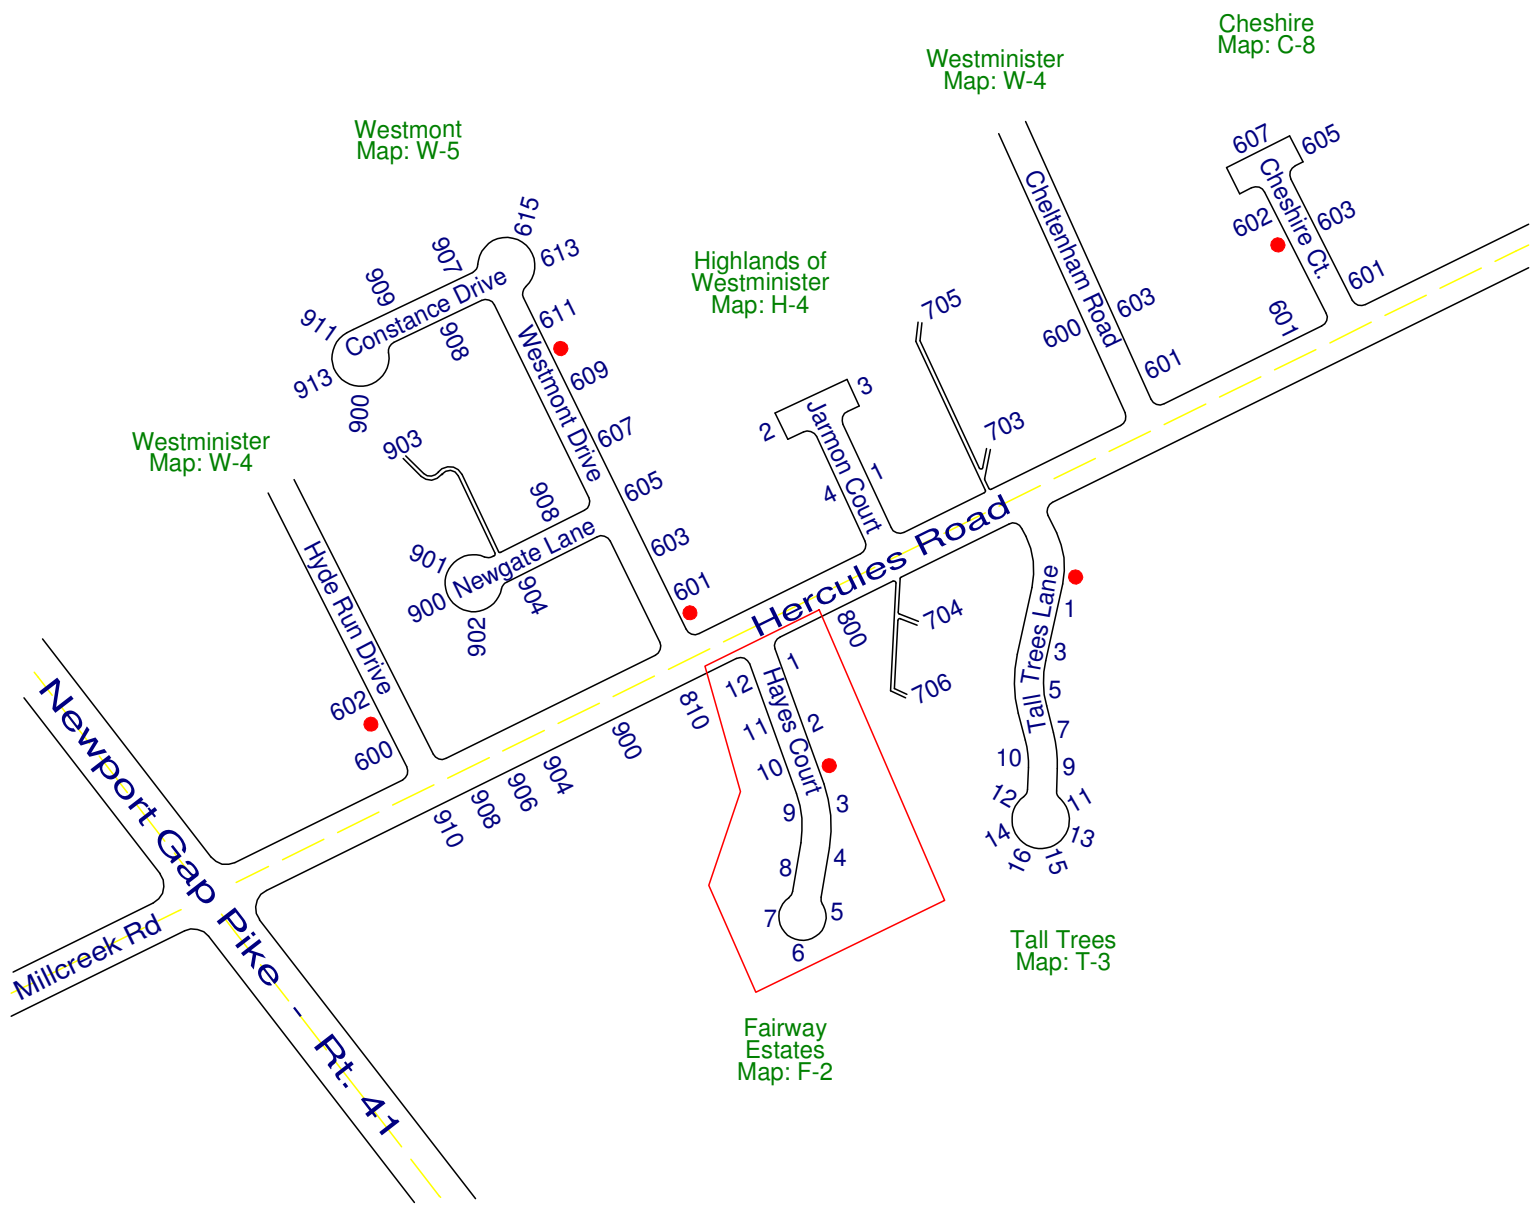 Cheshire
Map: C-8
Westminister
Map: W-4
Westmont
Map: W-5
Highlands of
Westminister
Map: H-4
Westminister
Map: W-4
607
605
602
603
601
601
Cheshire Ct.
Cheltenham Road
600
603
601
615
613
907
909
911
913
900
908
Constance Drive
611
609
607
605
603
601
Westmont Drive
903
908
901
900
902
904
Newgate Lane
Hyde Run Drive
602
600
3
2
1
4
Jarmon Court
705
703
Hercules Road
800
704
706
810
900
904
906
908
910
1
12
2
11
10
3
9
4
8
5
7
6
Hayes Court
Tall Trees Lane
1
3
5
7
9
10
11
12
13
14
15
16
Newport Gap Pike - Rt. 41
Millcreek Rd
Tall Trees
Map: T-3
Fairway
Estates
Map: F-2